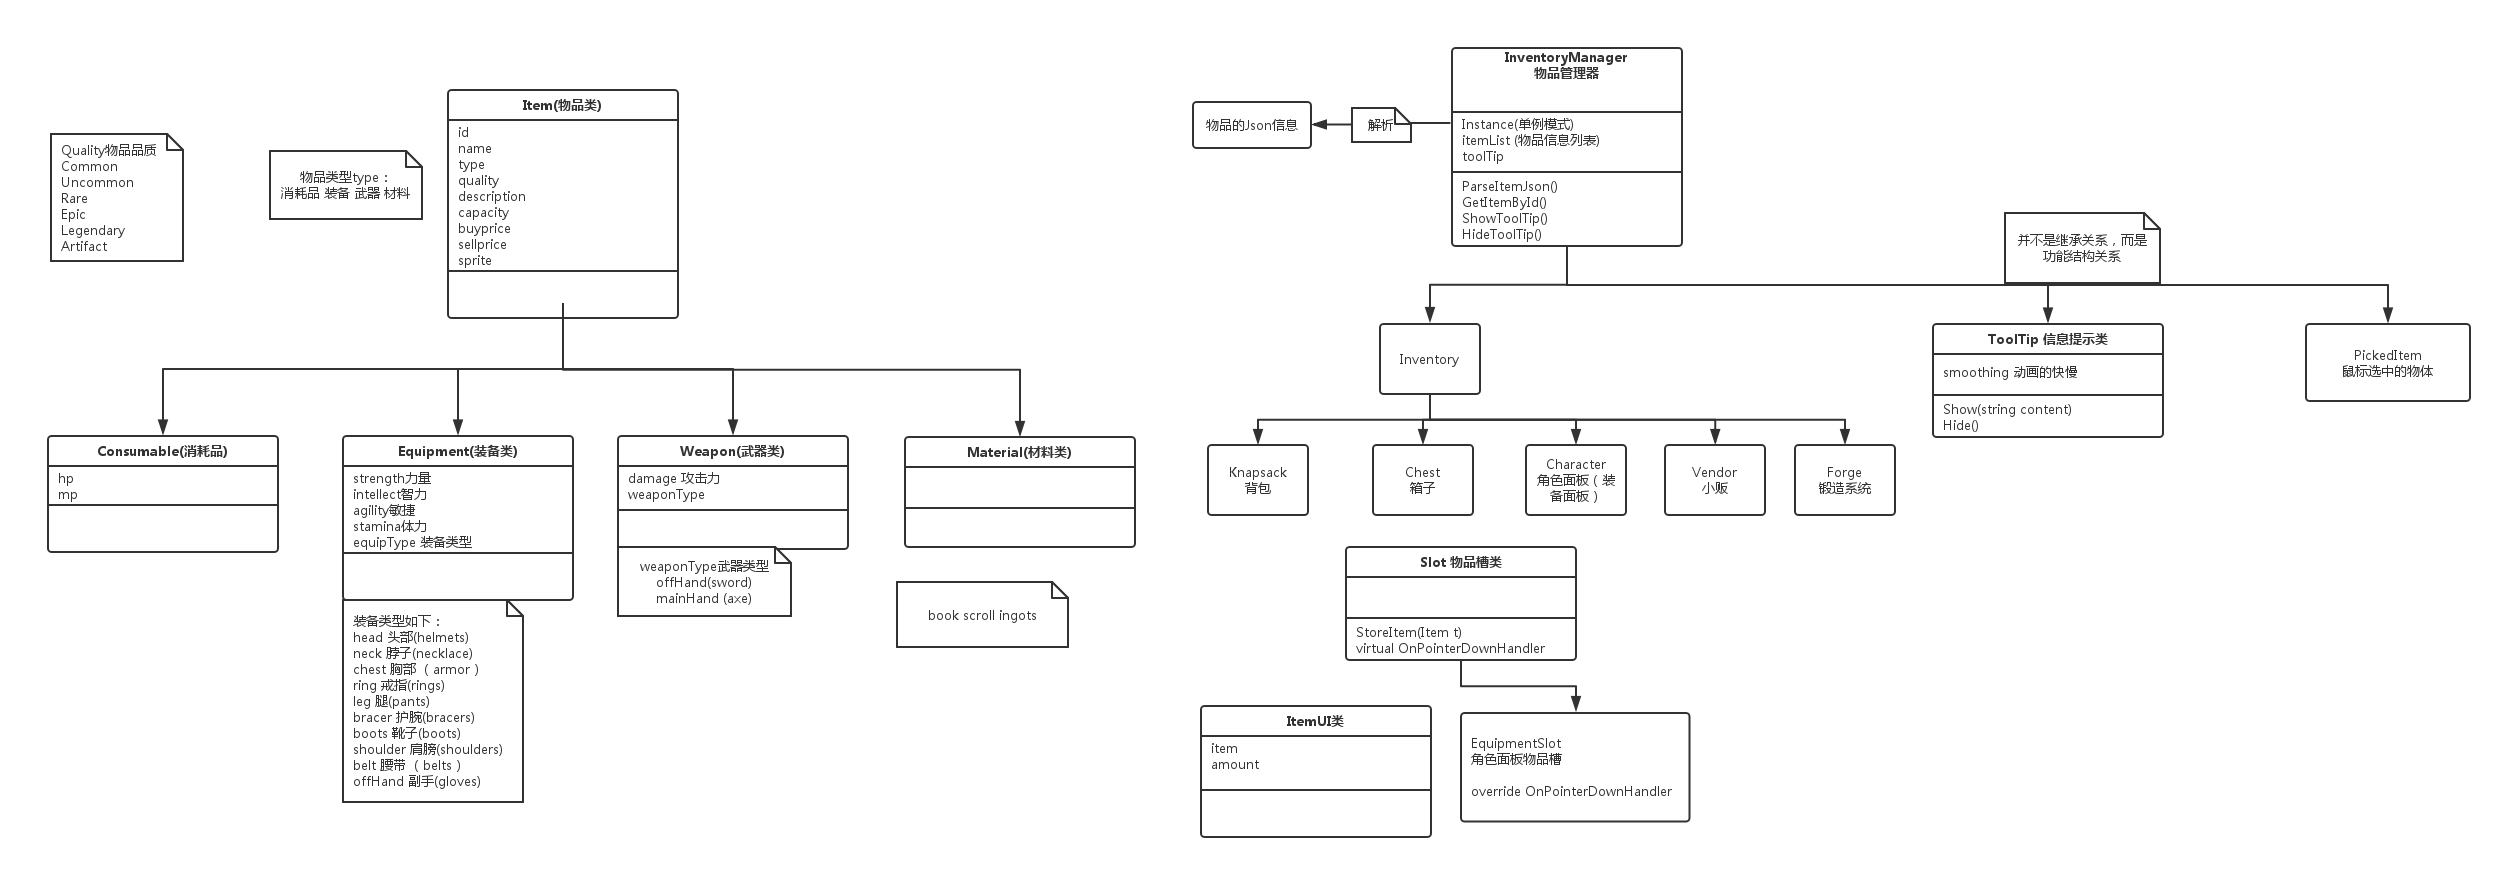 Quality物品品质
Common
Uncommon
Rare
Epic
Legendary
Artifact
物品类型type：
消耗品 装备 武器 材料
Item(物品类)
id
name
type
quality
description
capacity
buyprice
sellprice
sprite
Consumable(消耗品)
hp
mp
Equipment(装备类)
strength力量
intellect智力
agility敏捷
stamina体力
equipType 装备类型
装备类型如下：
head 头部(helmets)
neck 脖子(necklace)
chest 胸部 （ armor ）
ring 戒指(rings)
leg 腿(pants)
bracer 护腕(bracers)
boots 靴子(boots)
shoulder 肩膀(shoulders)
belt 腰带 （ belts ）
offHand 副手(gloves)
Weapon(武器类)
damage 攻击力
weaponType
weaponType武器类型
offHand(sword)
mainHand (axe)
Material(材料类)
book scroll ingots
InventoryManager
物品管理器
Instance(单例模式)
itemList (物品信息列表)
toolTip
ParseItemJson()
GetItemById()
ShowToolTip()
HideToolTip()
物品的Json信息
解析
并不是继承关系，而是
功能结构关系
Inventory
ToolTip 信息提示类
smoothing 动画的快慢
Show(string content)
Hide()
PickedItem
鼠标选中的物体
Knapsack
背包
Chest
箱子
Character
角色面板（装
备面板）
Vendor
小贩
Forge
锻造系统
Slot 物品槽类
StoreItem(Item t)
virtual OnPointerDownHandler
ItemUI类
item
amount
EquipmentSlot
角色面板物品槽
override OnPointerDownHandler